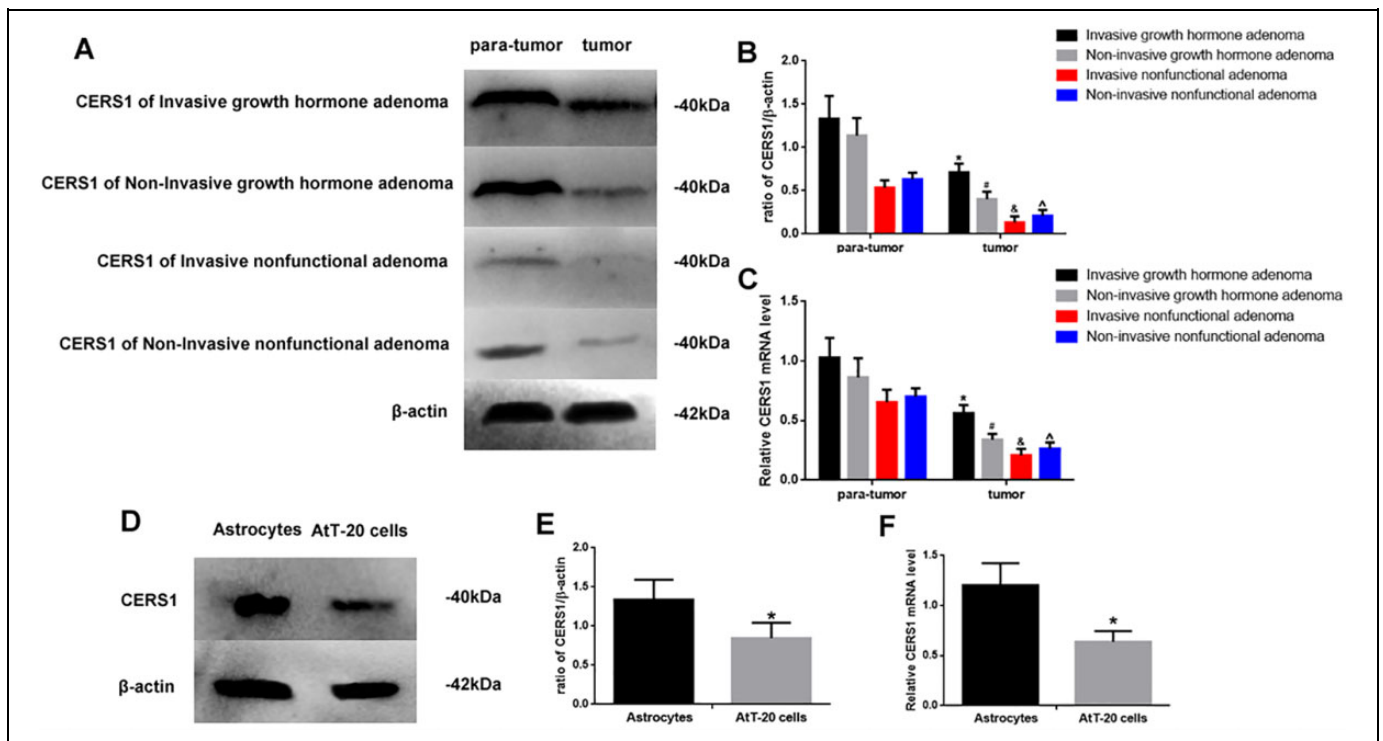 A
para-tumor tumor
CERS1 of Invasive growth hormone adenoma -40kDa
CERS1 of Non-Invasive growth hormone adenoma -40kDa
CERS1 of Invasive nonfunctional adenoma -40kDa
CERS1 of Non-Invasive nonfunctional adenoma -40kDa
β-actin -42kDa
B
Invasive growth hormone adenoma
Non-invasive growth hormone adenoma
Invasive nonfunctional adenoma
Non-invasive nonfunctional adenoma
ratio of CERS1/β-actin
2.0
1.5
1.0
0.5
0.0
* # & ^
para-tumor tumor
C
Invasive growth hormone adenoma
Non-invasive growth hormone adenoma
Invasive nonfunctional adenoma
Non-invasive nonfunctional adenoma
Relative CERS1 mRNA level
1.5
1.0
0.5
0.0
* # & ^
para-tumor tumor
D
Astrocytes AtT-20 cells
CERS1 -40kDa
β-actin -42kDa
E
ratio of CERS1/β-actin
2.0
1.5
1.0
0.5
0.0
*
Astrocytes AtT-20 cells
F
Relative CERS1 mRNA level
1.5
1.0
0.5
0.0
*
Astrocytes AtT-20 cells